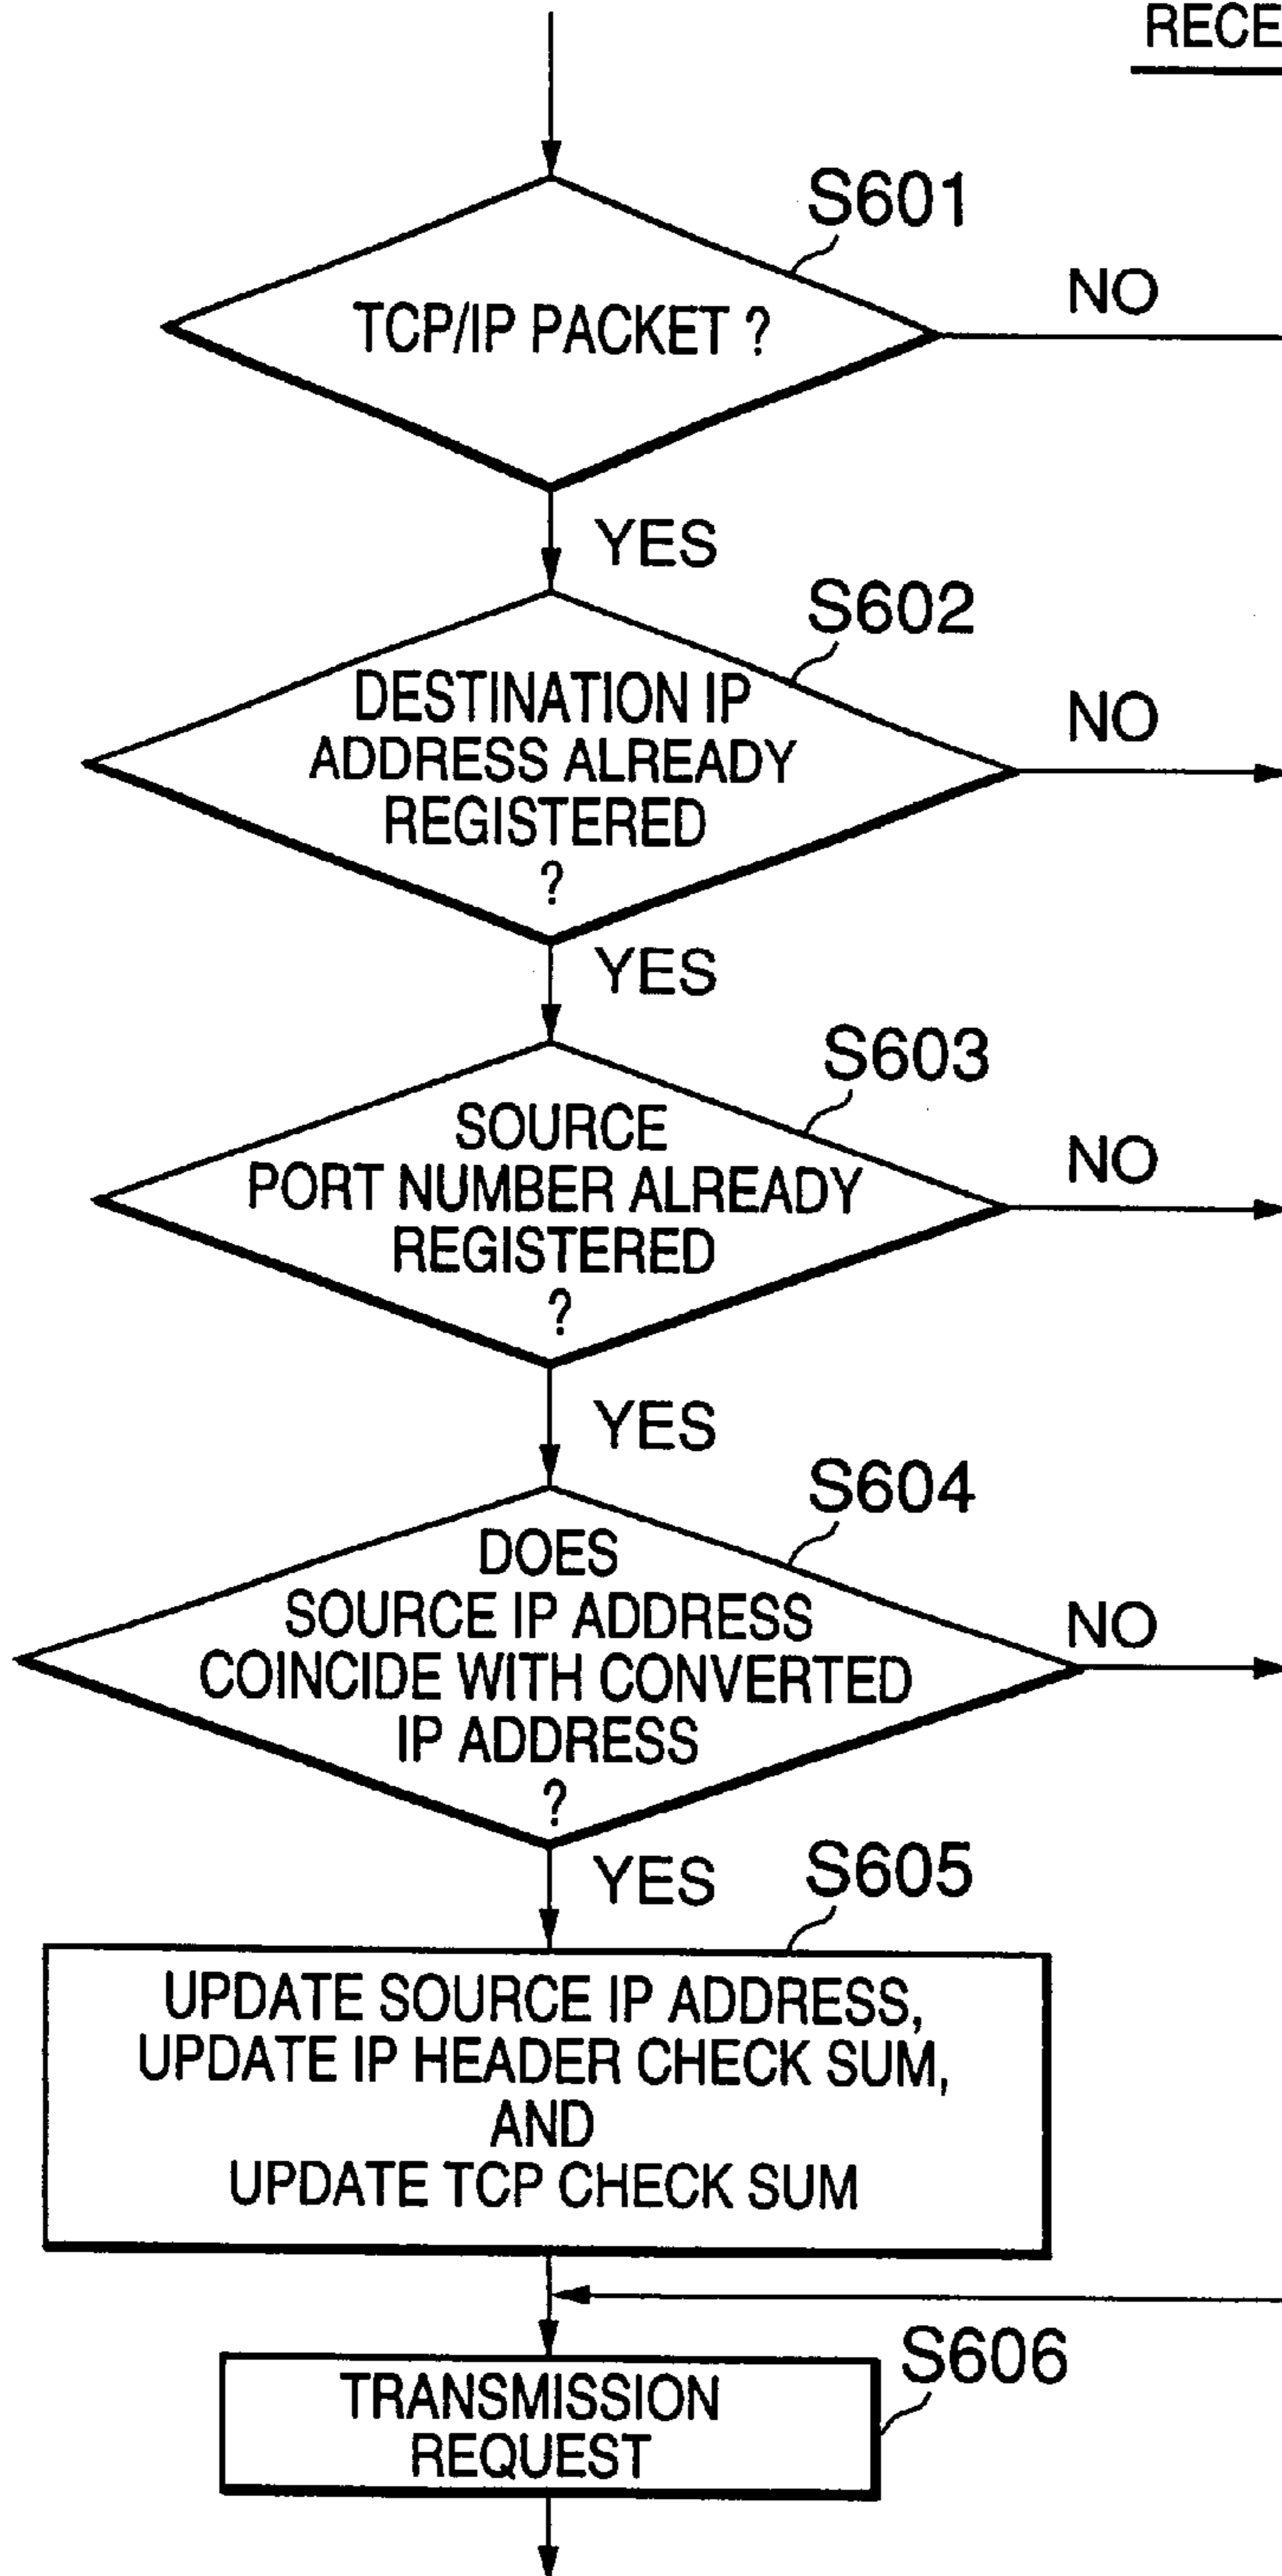 RECE
S601
TCP/IP PACKET ?
NO
YES
S602
DESTINATION IP
ADDRESS ALREADY
REGISTERED
?
NO
YES
S603
SOURCE
PORT NUMBER ALREADY
REGISTERED
?
NO
YES
S604
DOES
SOURCE IP ADDRESS
COINCIDE WITH CONVERTED
IP ADDRESS
?
NO
YES
S605
UPDATE SOURCE IP ADDRESS,
UPDATE IP HEADER CHECK SUM,
AND
UPDATE TCP CHECK SUM
S606
TRANSMISSION
REQUEST